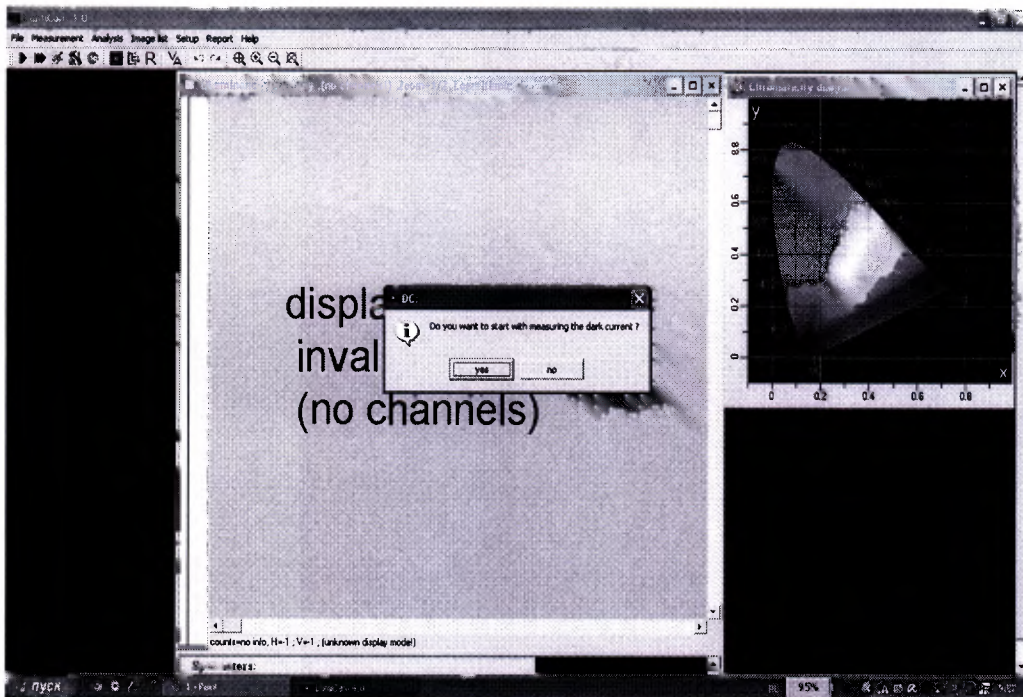 File Measurement Analysis Image list Setup Report Help
R
Chromaticity
y
0.8
0.6
0.4
0.2
0
x
0 0.2 0.4 0.6 0.8
DC:
Do you want to start with measuring the dark current ?
yes no
displa
inval
(no channels)
counts=no info, H=-1 , V=-1 , (unknown display mode!)
пуск
95%